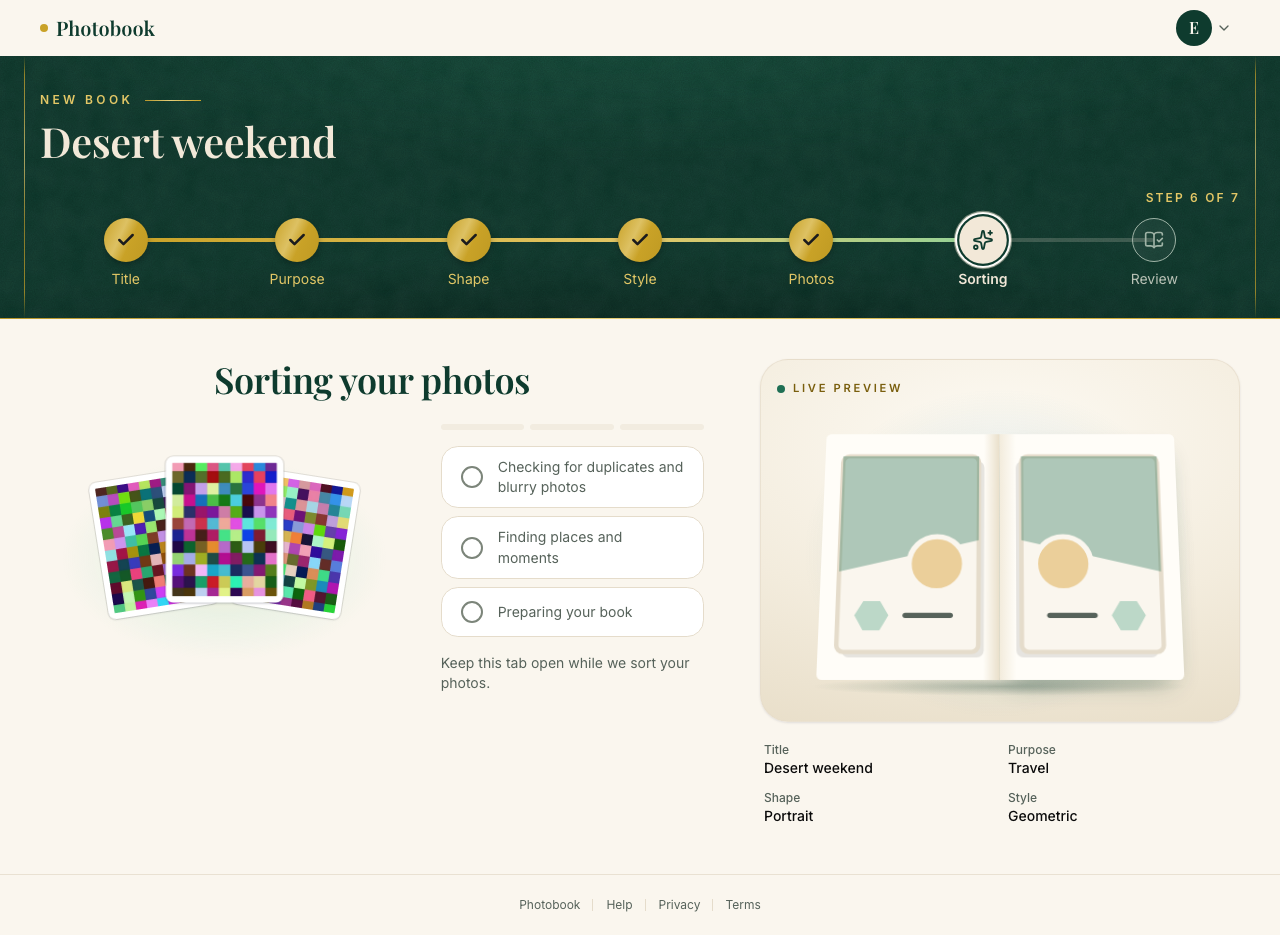 Photobook
E
NEW BOOK
Desert weekend
STEP 6 OF 7
Title
Purpose
Shape
Style
Photos
Sorting
Review
Sorting your photos
Checking for duplicates and
blurry photos
Finding places and
moments
Preparing your book
Keep this tab open while we sort your
photos.
LIVE PREVIEW
Title
Desert weekend
Purpose
Travel
Shape
Portrait
Style
Geometric
Photobook
Help
Privacy
Terms